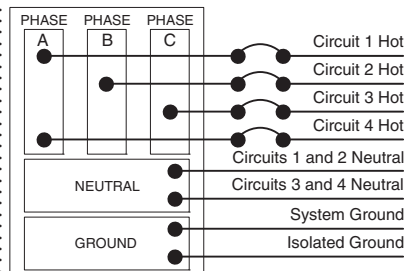 PHASE PHASE PHASE
A B C
Circuit 1 Hot
Circuit 2 Hot
Circuit 3 Hot
Circuit 4 Hot
Circuits 1 and 2 Neutral
NEUTRAL
Circuits 3 and 4 Neutral
System Ground
GROUND
Isolated Ground